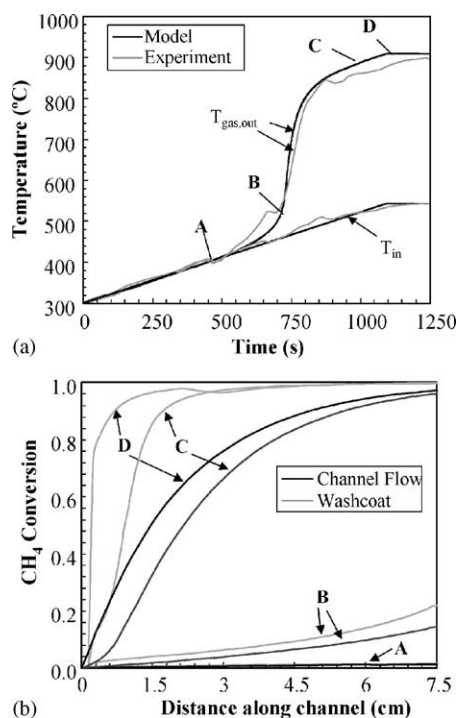 1000
900
800
700
600
500
400
300
Temperature (ºC)
Model
Experiment
T_gas,out
A
B
C
D
T_in
0
250
500
750
1000
1250
Time (s)
(a)
1.0
0.8
0.6
0.4
0.2
0.0
CH₄ Conversion
D
C
Channel Flow
Washcoat
B
A
0
1.5
3
4.5
6
7.5
Distance along channel (cm)
(b)